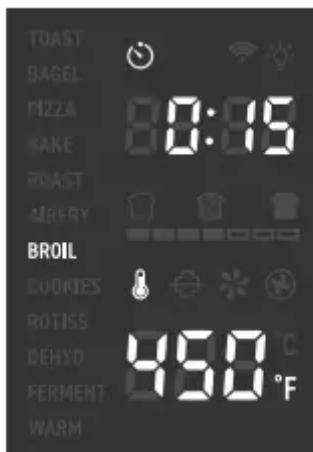 TOAST
BAGEL
PIZZA
0:15
BAKE
ROAST
AIRFRY
BROIL
COOKIES
ROTISS
450 °F
°C
DEHYD
FERMENT
WARM